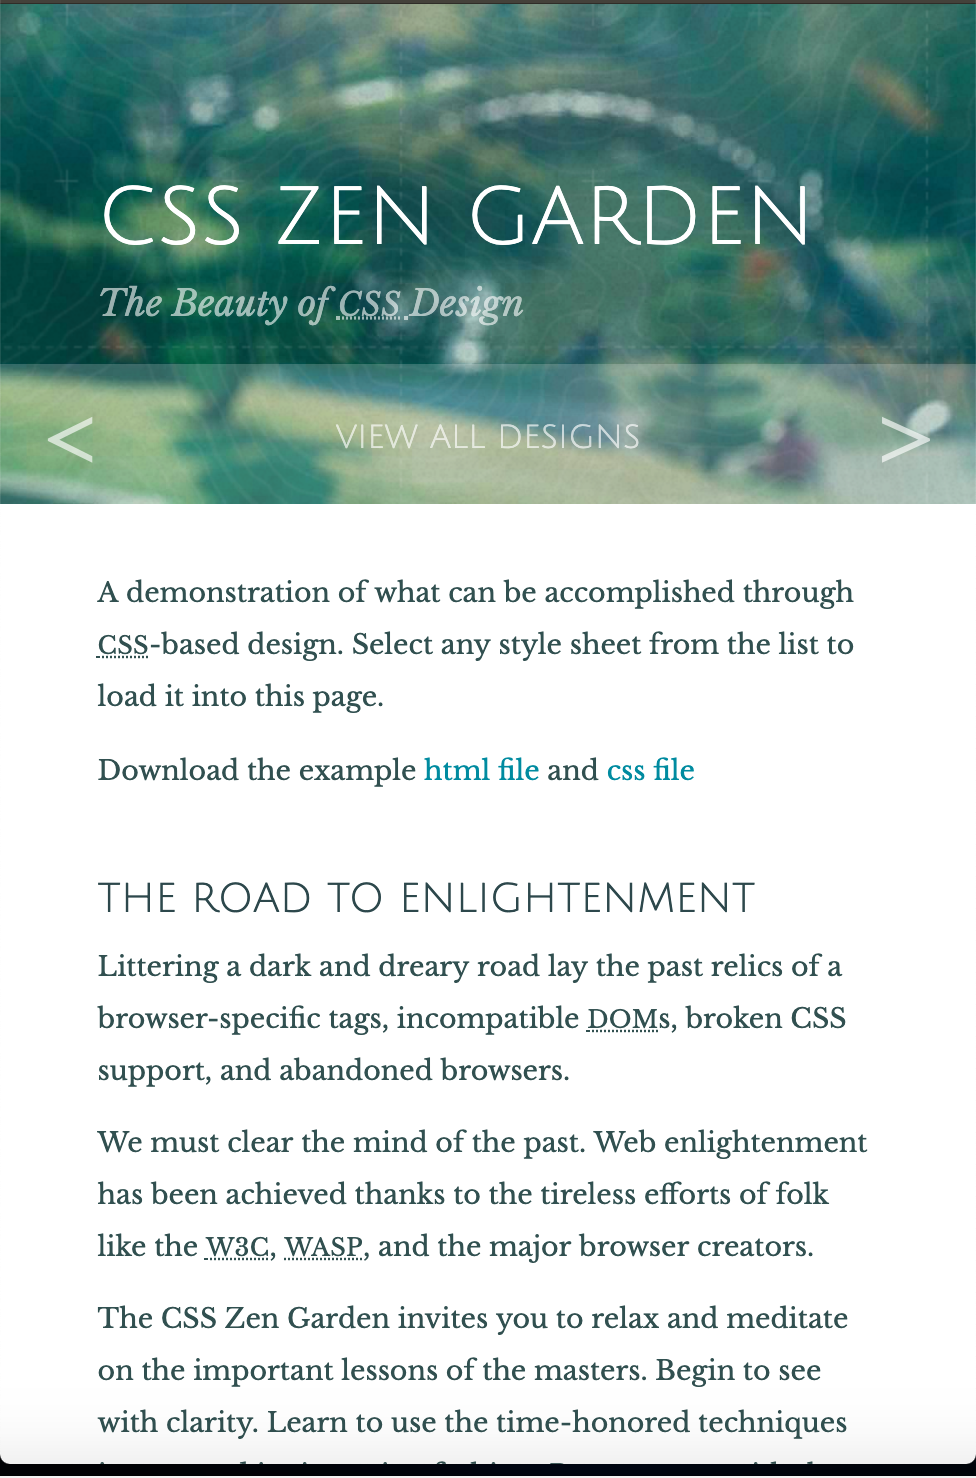 CSS ZEN GARDEN
The Beauty of CSS Design
< VIEW ALL DESIGNS >
A demonstration of what can be accomplished through
CSS-based design. Select any style sheet from the list to
load it into this page.
Download the example html file and css file
THE ROAD TO ENLIGHTENMENT
Littering a dark and dreary road lay the past relics of a
browser-specific tags, incompatible DOMs, broken CSS
support, and abandoned browsers.
We must clear the mind of the past. Web enlightenment
has been achieved thanks to the tireless efforts of folk
like the W3C, WASP, and the major browser creators.
The CSS Zen Garden invites you to relax and meditate
on the important lessons of the masters. Begin to see
with clarity. Learn to use the time-honored techniques